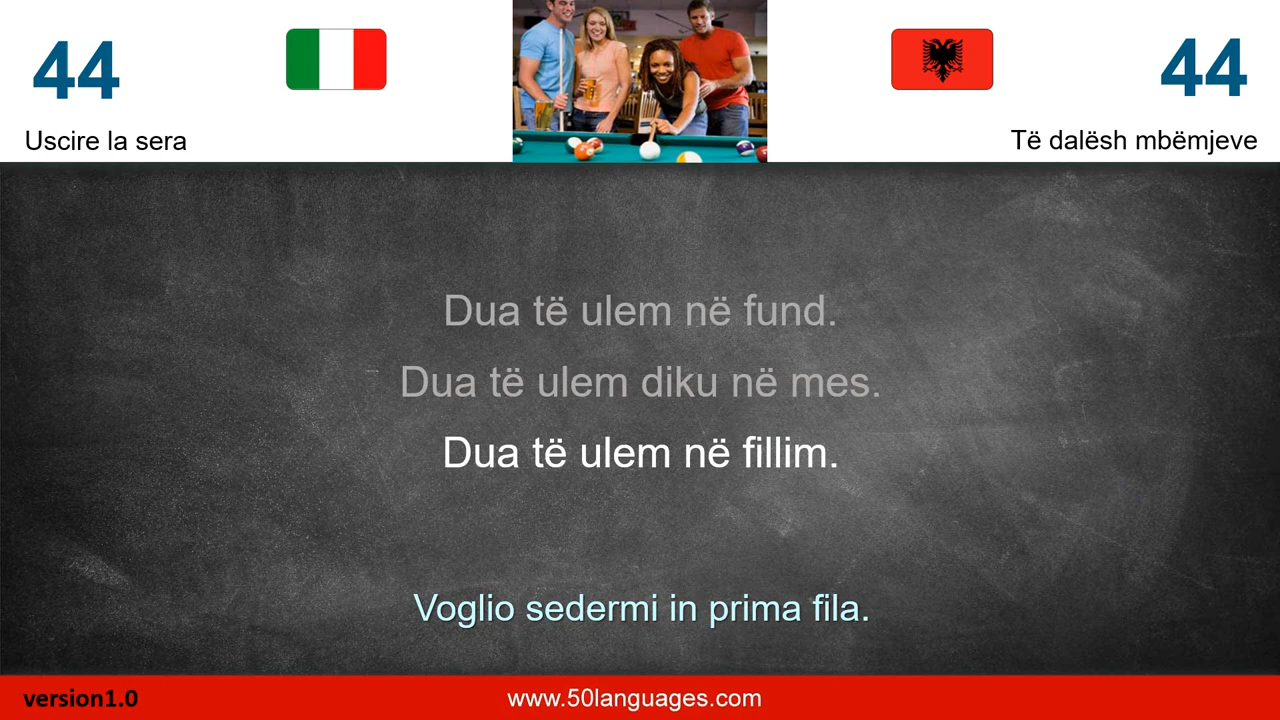 44
44
Uscire la sera
Të dalësh mbëmjeve
Dua të ulem në fund.
Dua të ulem diku në mes.
Dua të ulem në fillim.
Voglio sedermi in prima fila.
version1.0
www.50languages.com